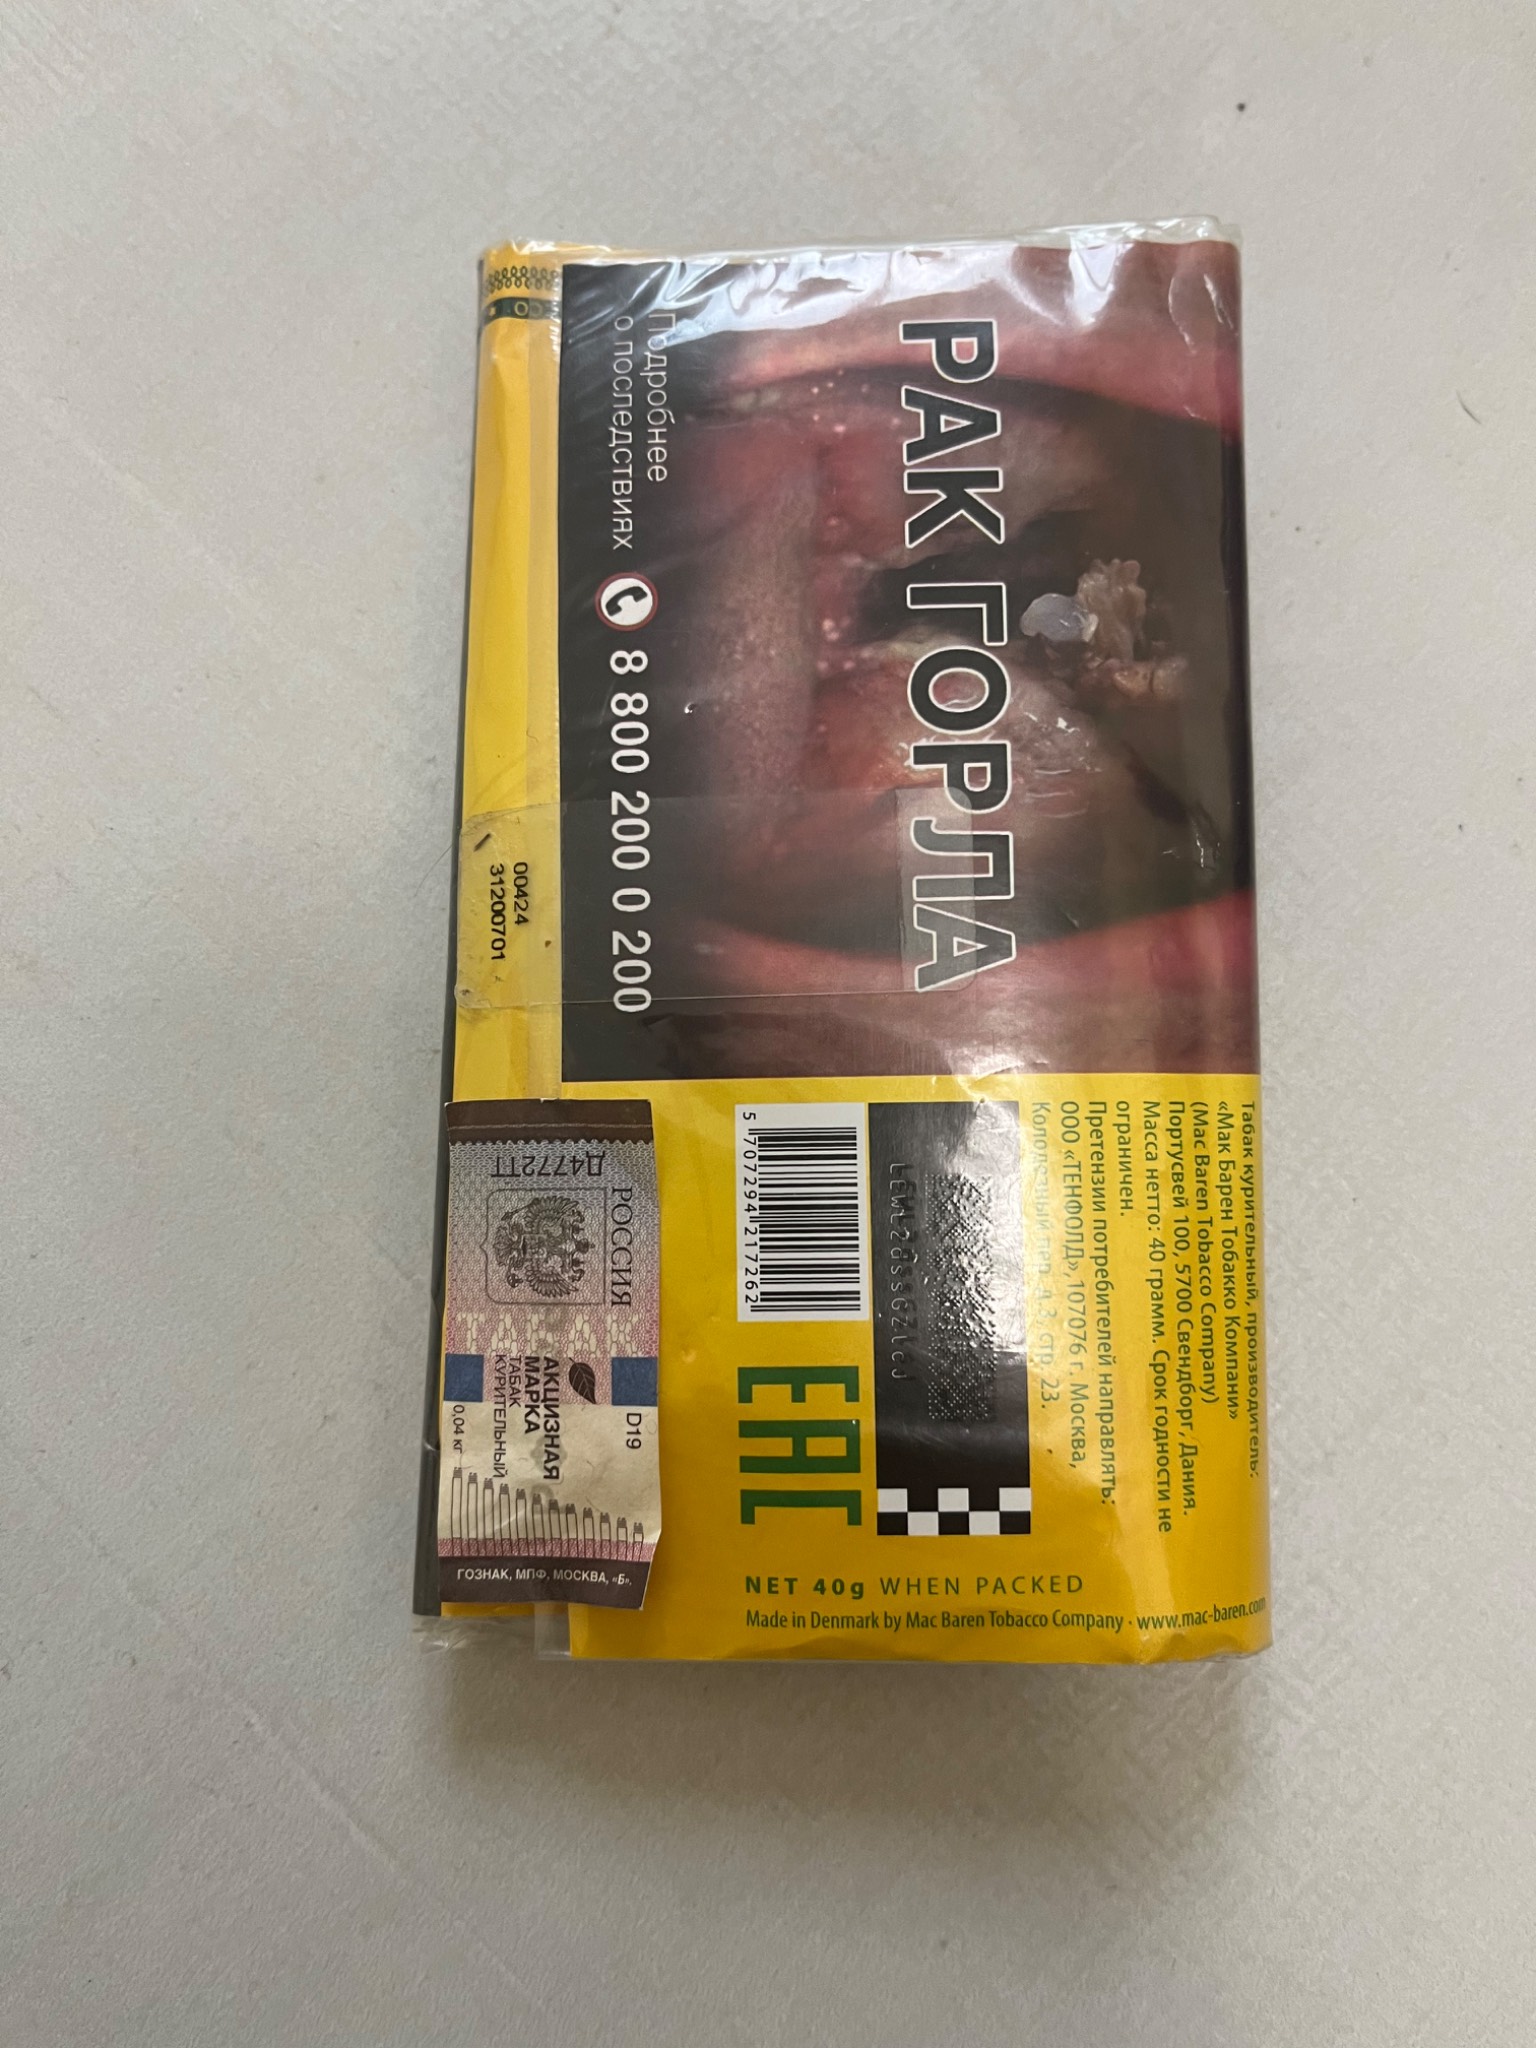 РАК ГОРЛА
Подробнее
о последствиях
8 800 200 0 200
00424
31200701
Табак курительный, производитель:
«Мак Барен Тобакко Компани»
(Mac Baren Tobacco Company)
Портусвей 100, 5700 Свендборг, Дания.
Масса нетто: 40 грамм. Срок годности не
ограничен.
Претензии потребителей направлять:
ООО «ТЕНФОЛД», 107076 г. Москва,
Колодезный пер. д.3, стр. 23.
5 707294 217262
EAC
NET 40g WHEN PACKED
Made in Denmark by Mac Baren Tobacco Company · www.mac-baren.com
Д4772ТТ
РОССИЯ
D19
АКЦИЗНАЯ
МАРКА
ТАБАК
КУРИТЕЛЬНЫЙ
0,04 кг
ГОЗНАК, МПФ, МОСКВА, «Б».